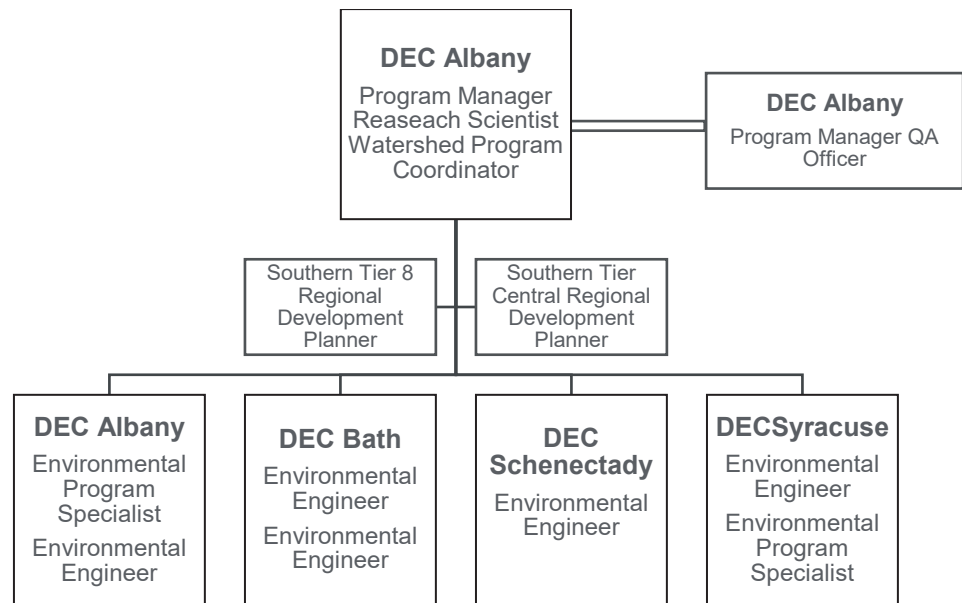 DEC Albany
Program Manager
Reaseach Scientist
Watershed Program
Coordinator
DEC Albany
Program Manager QA
Officer
Southern Tier 8
Regional
Development
Planner
Southern Tier
Central Regional
Development
Planner
DEC Albany
Environmental
Program
Specialist
Environmental
Engineer
DEC Bath
Environmental
Engineer
Environmental
Engineer
DEC
Schenectady
Environmental
Engineer
DECSyracuse
Environmental
Engineer
Environmental
Program
Specialist